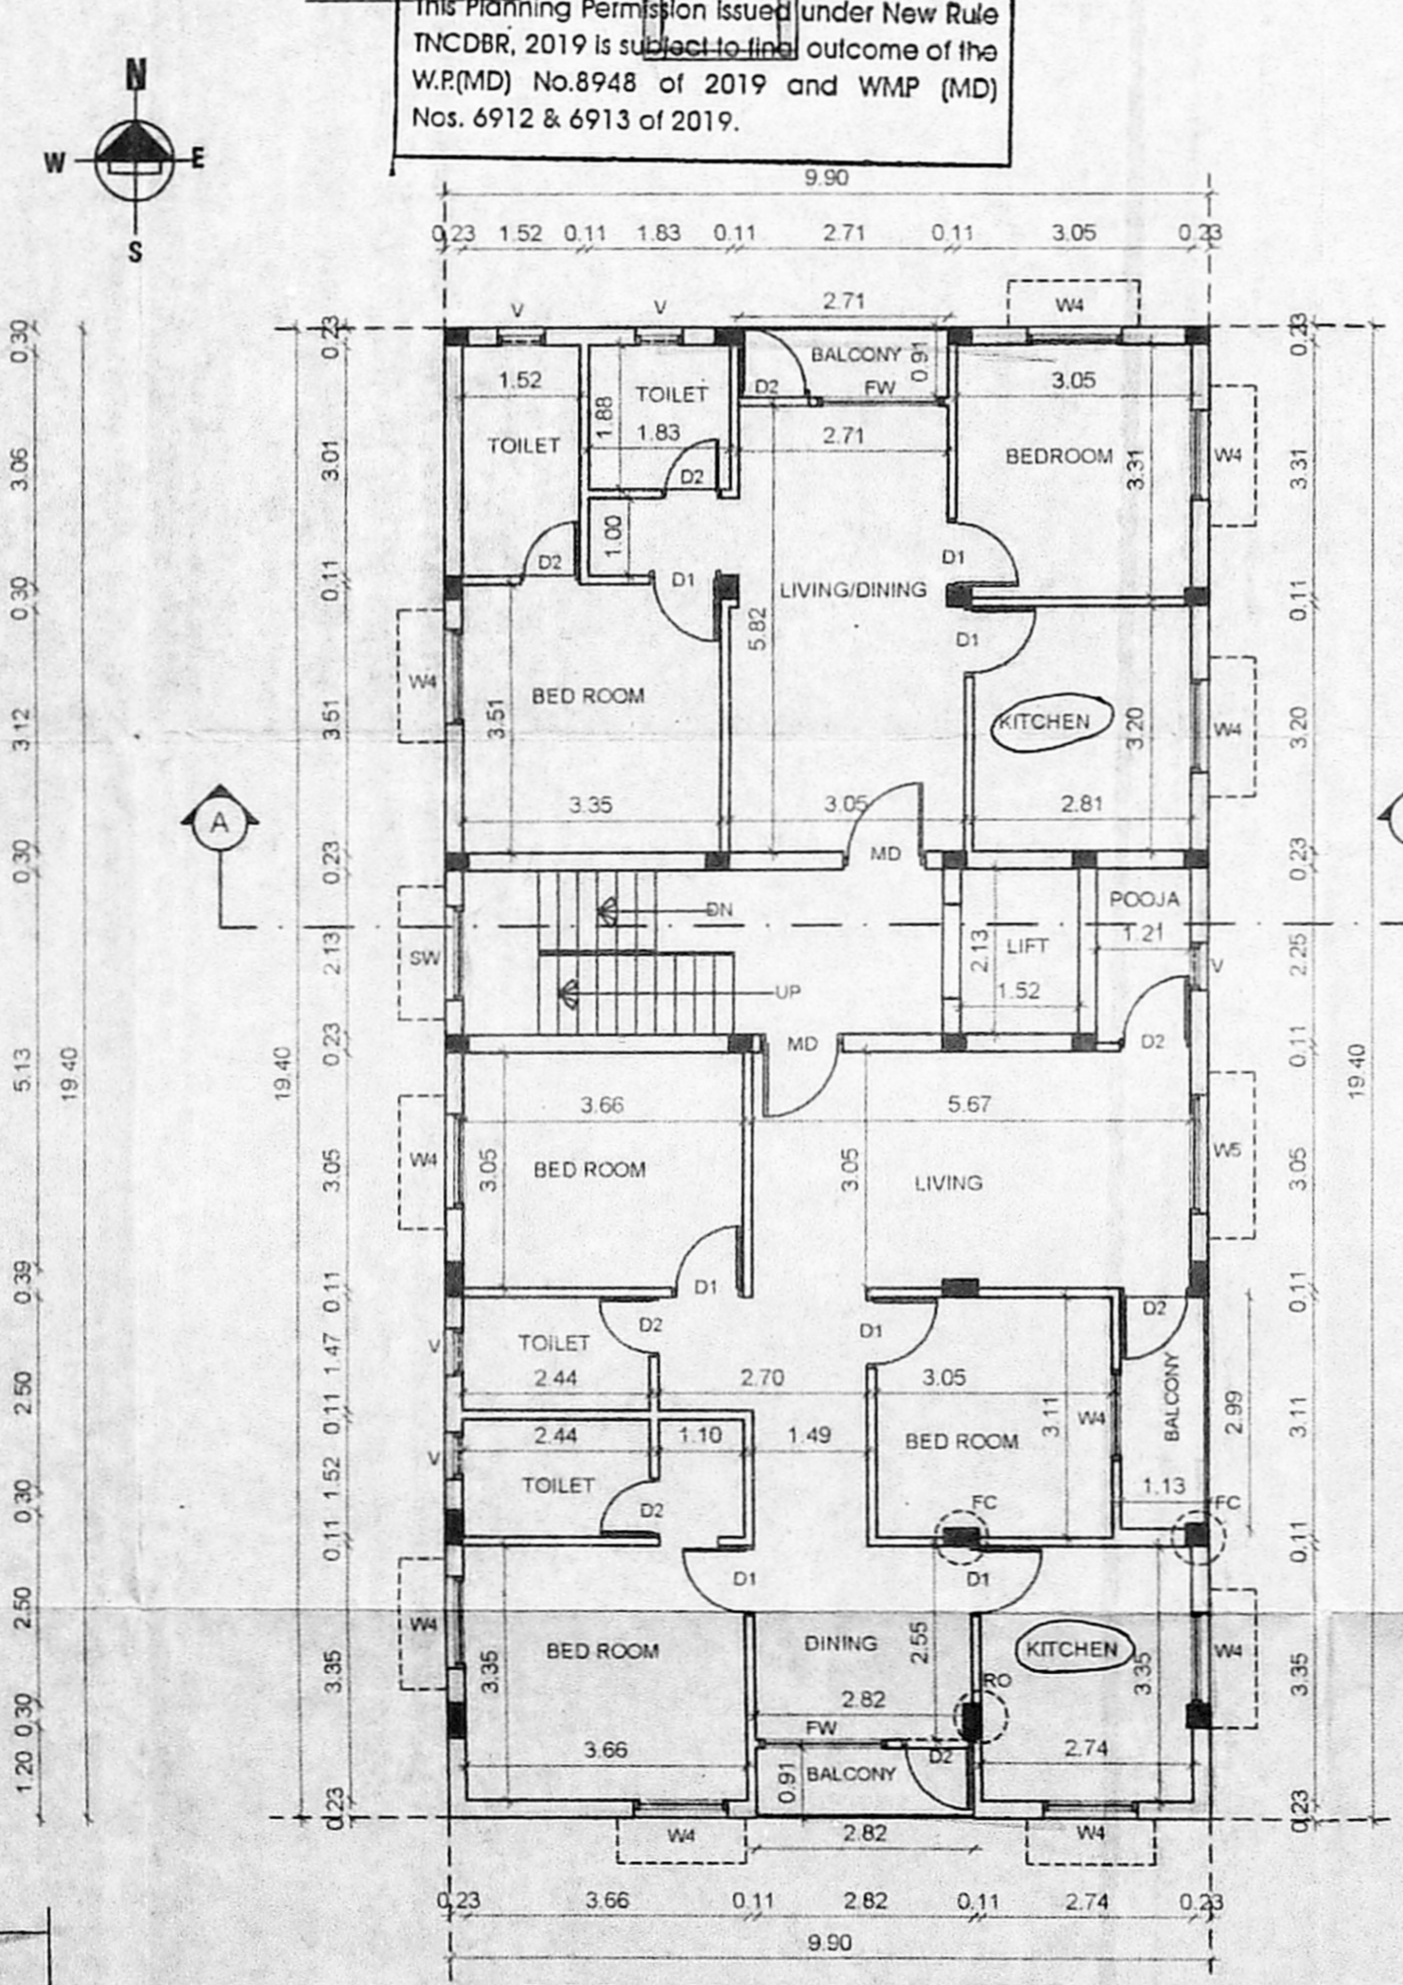 This Planning Permission issued under New Rule
TNCDBR, 2019 is subject to final outcome of the
W.P.(MD) No.8948 of 2019 and WMP (MD)
Nos. 6912 & 6913 of 2019.
N
W E
S
9.90
0.23 1.52 0.11 1.83 0.11 2.71 0.11 3.05 0.23
V V 2.71 W4
0.30 0.23 0.23
BALCONY 0.91
1.52 TOILET D2 FW 3.05
1.88 1.83 2.71
TOILET BEDROOM W4
3.06 3.01 3.31 3.31
D2
1.00
D2 D1 D1
0.30 0.11 LIVING/DINING 0.11
5.82 D1
W4 BED ROOM
3.12 3.51 3.51 KITCHEN 3.20 W4 3.20
3.35 3.05 2.81
A
MD
0.30 0.23 0.23
DN POOJA
1.21
SW 2.13 2.13 LIFT V 2.25
UP 1.52
MD D2
5.13 19.40 19.40 0.23 0.11 19.40
3.66 5.67
W4 3.05 3.05 BED ROOM 3.05 LIVING W5 3.05
D1
0.39 0.11 0.11
D2 D1 D2
V TOILET
1.47 2.44 2.70 3.05 BALCONY
2.50 0.11 3.11 W4 2.99 3.11
2.44 1.10 1.49 BED ROOM
V TOILET 1.13
0.30 1.52 D2 FC FC
0.11 0.11
D1 D1
2.50 W4 BED ROOM DINING 2.55 KITCHEN W4
3.35 3.35 3.35 3.35
2.82 RO
0.30 FW
3.66 D2 2.74
1.20 0.91 BALCONY
0.23 0.23
W4 2.82 W4
0.23 3.66 0.11 2.82 0.11 2.74 0.23
9.90